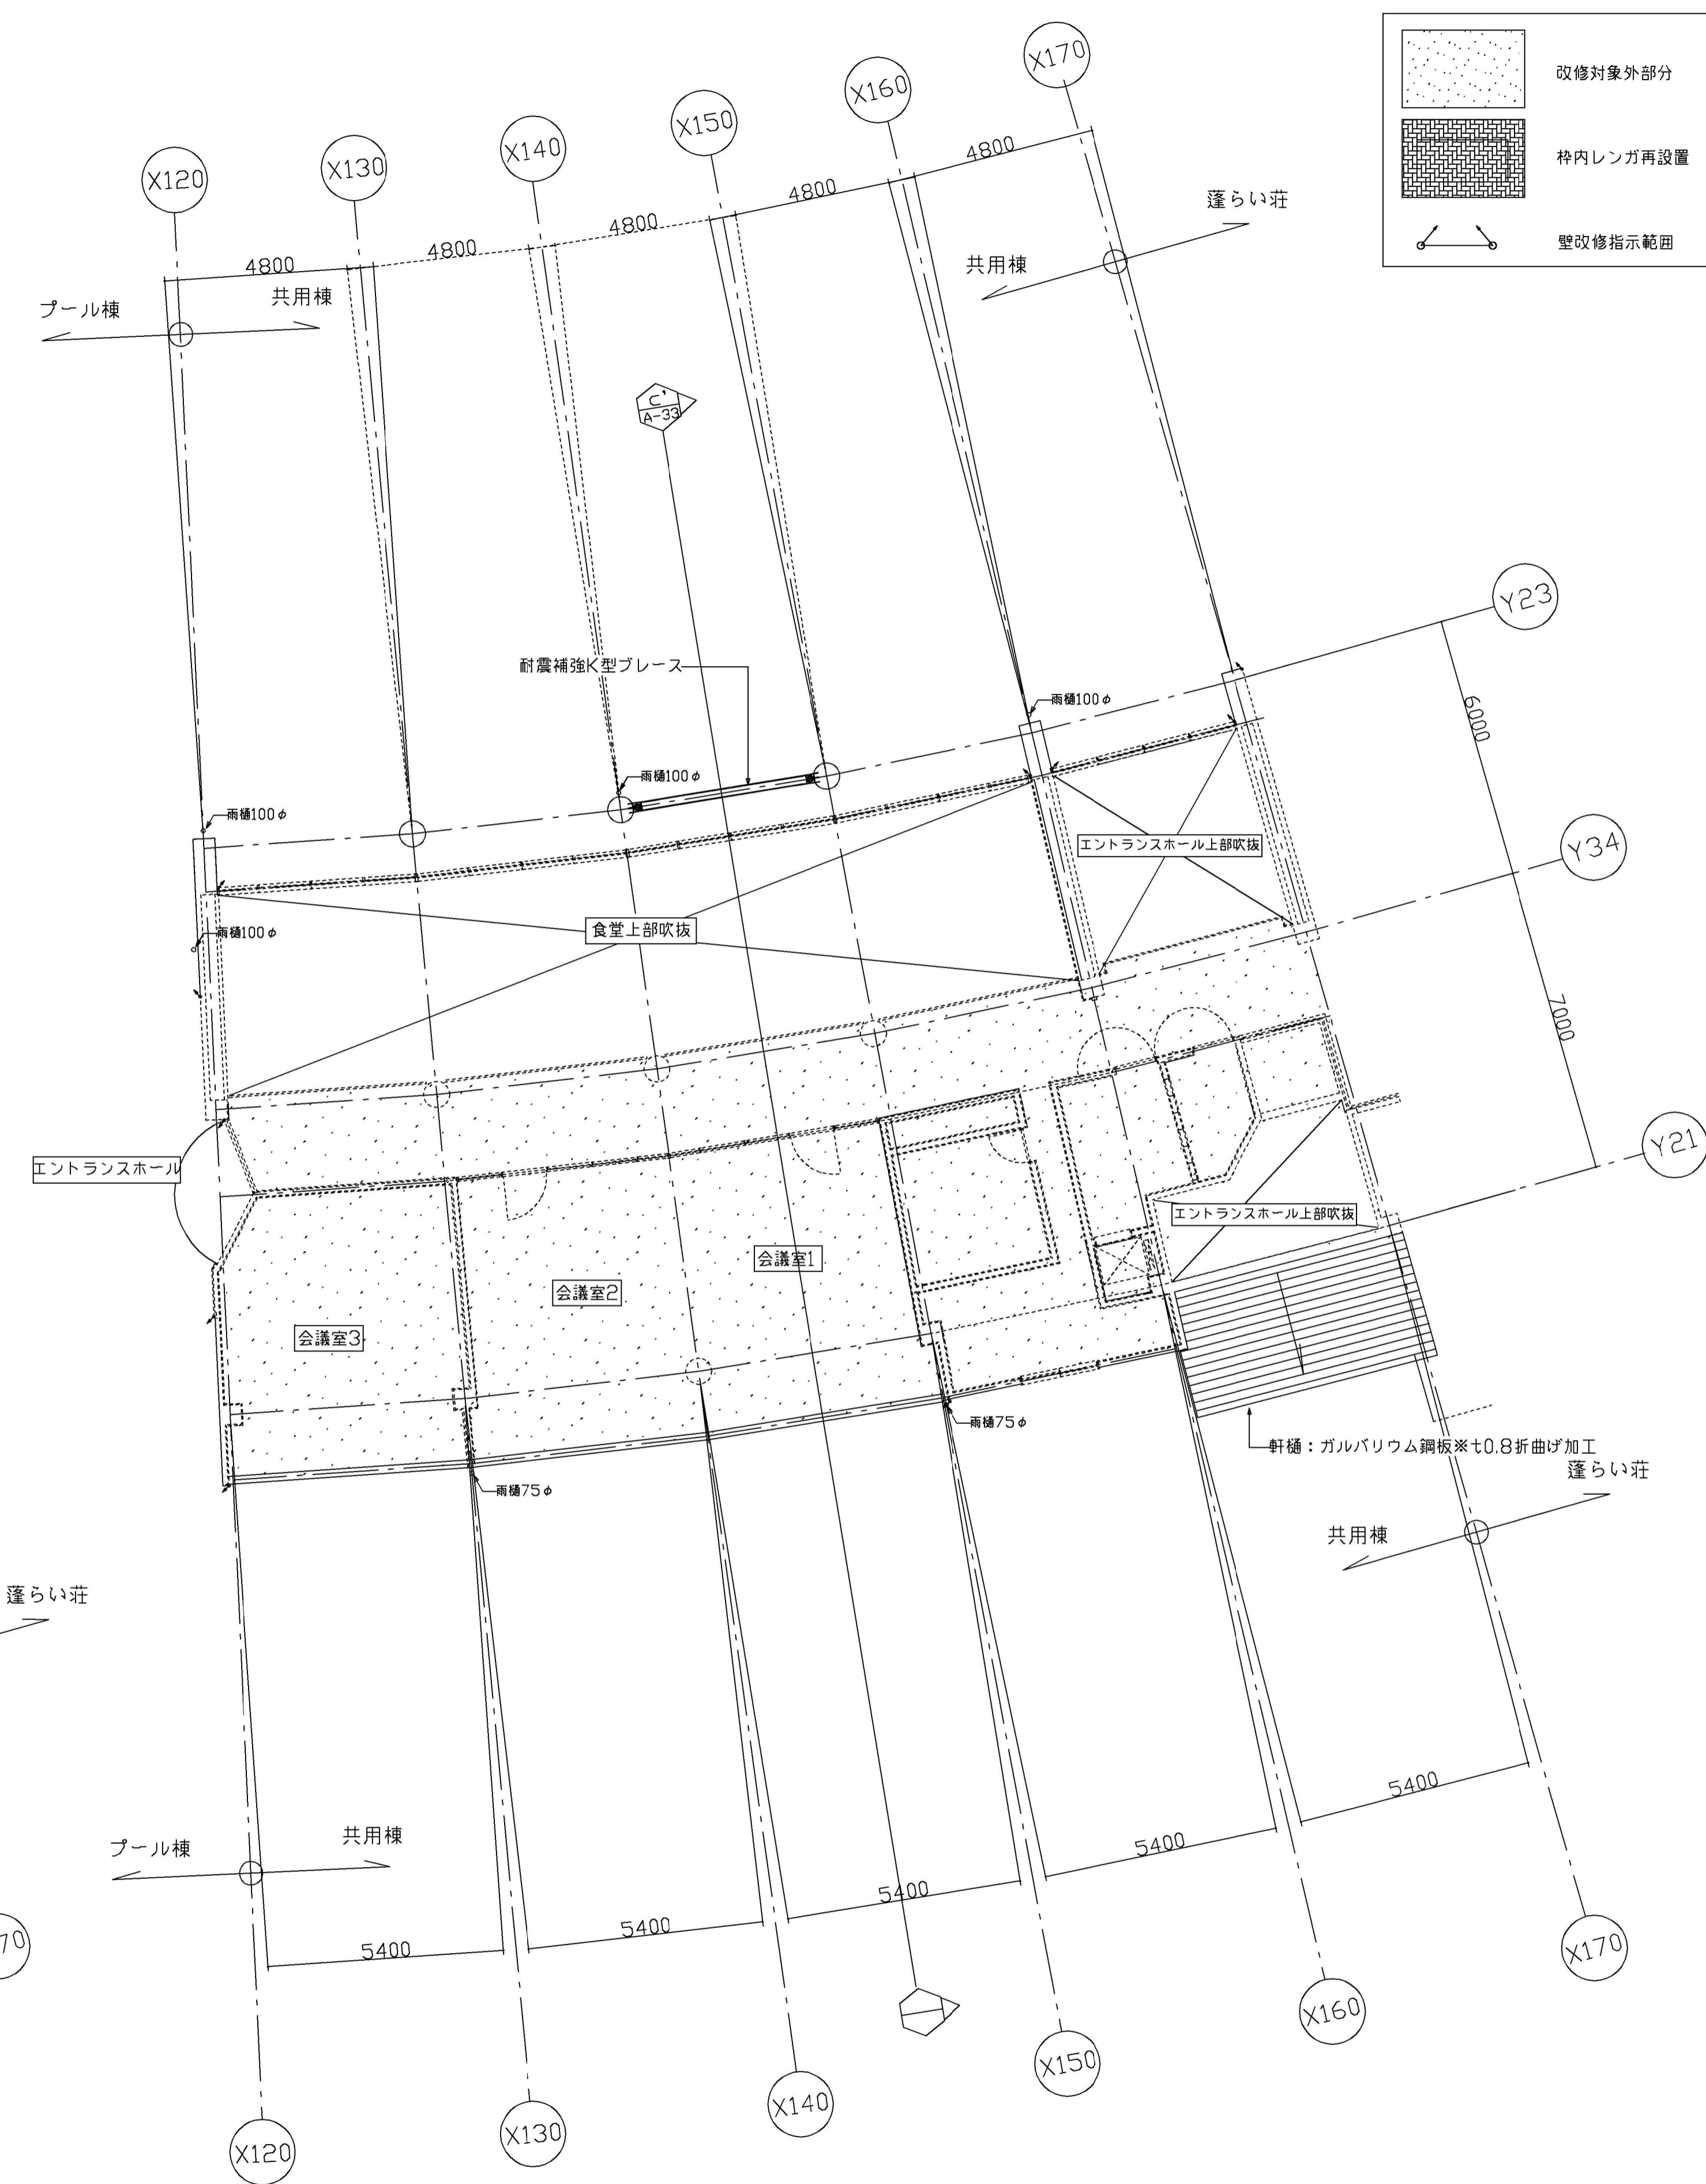 X170
X160
X150
X140
X130
X120
改修対象外部分
枠内レンガ再設置
壁改修指示範囲
4800
4800
4800
4800
4800
蓬らい荘
共用棟
プール棟
共用棟
C'
A-33
Y23
耐震補強K型ブレース
雨樋100φ
6000
雨樋100φ
雨樋100φ
エントランスホール上部吹抜
Y34
食堂上部吹抜
雨樋100φ
7000
Y21
エントランスホール
エントランスホール上部吹抜
会議室1
会議室2
会議室3
雨樋75φ
軒樋：ガルバリウム鋼板※t0.8折曲げ加工
蓬らい荘
雨樋75φ
共用棟
蓬らい荘
5400
プール棟
共用棟
5400
5400
5400
5400
70
X170
X160
X150
X140
X130
X120